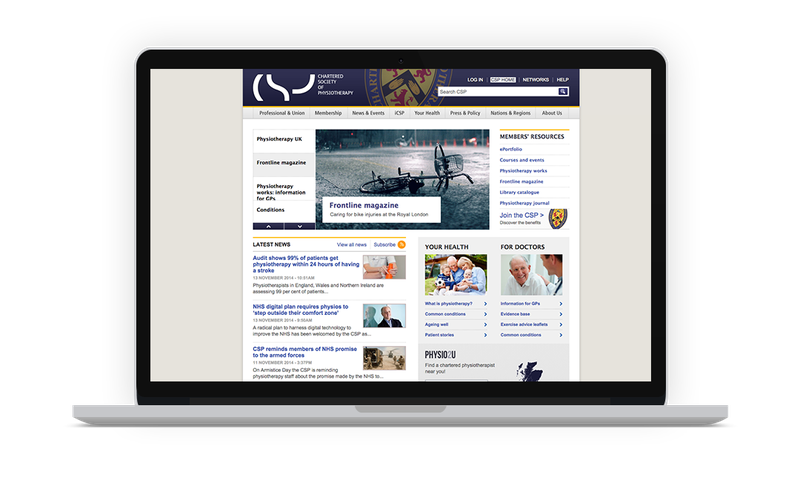 CHARTERED
SOCIETY
OF
PHYSIOTHERAPY
LOG IN | CSP HOME | NETWORKS | HELP
Search CSP
Professional & Union Membership News & Events iCSP Your Health Press & Policy Nations & Regions About Us
Physiotherapy UK
Frontline magazine
Physiotherapy
works: information
for GPs
Conditions
Frontline magazine
Caring for bike injuries at the Royal London
MEMBERS' RESOURCES
ePortfolio
Courses and events
Physiotherapy works
Frontline magazine
Library catalogue
Physiotherapy Journal
Join the CSP >
Discover the benefits
LATEST NEWS View all news Subscribe
Audit shows 99% of patients get
physiotherapy within 24 hours of having
a stroke
13 NOVEMBER 2014 - 10:51AM
Physiotherapists in England, Wales and Northern Ireland are
assessing 99 per cent of patients...
NHS digital plan requires physios to
'step outside their comfort zone'
13 NOVEMBER 2014 -
A radical plan to harness digital technology to
improve the NHS has been welcomed by the CSP as...
CSP reminds members of NHS promise
to the armed forces
11 NOVEMBER 2014 - 3:37PM
On Armistice Day the CSP is reminding
physiotherapy staff about the promise made by the NHS to...
YOUR HEALTH
What is physiotherapy?
Common conditions
Ageing well
Patient stories
FOR DOCTORS
Information for GPs
Evidence base
Exercise advice leaflets
Common conditions
PHYSIO2U
Find a chartered physiotherapist
near you!